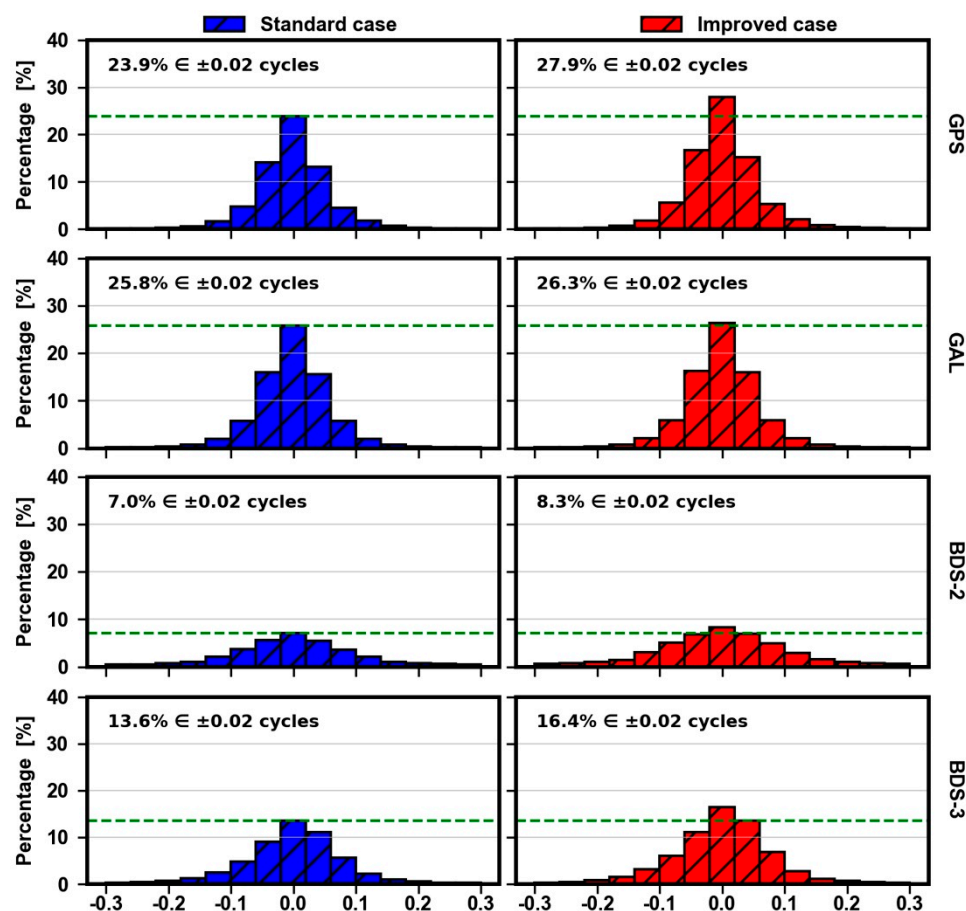 Standard case Improved case
40 23.9% ∈ ±0.02 cycles 27.9% ∈ ±0.02 cycles
30
20
10
0
Percentage [%]
GPS
40 25.8% ∈ ±0.02 cycles 26.3% ∈ ±0.02 cycles
30
20
10
0
Percentage [%]
GAL
40 7.0% ∈ ±0.02 cycles 8.3% ∈ ±0.02 cycles
30
20
10
0
Percentage [%]
BDS-2
40 13.6% ∈ ±0.02 cycles 16.4% ∈ ±0.02 cycles
30
20
10
0
Percentage [%]
BDS-3
-0.3 -0.2 -0.1 0.0 0.1 0.2 0.3 -0.3 -0.2 -0.1 0.0 0.1 0.2 0.3